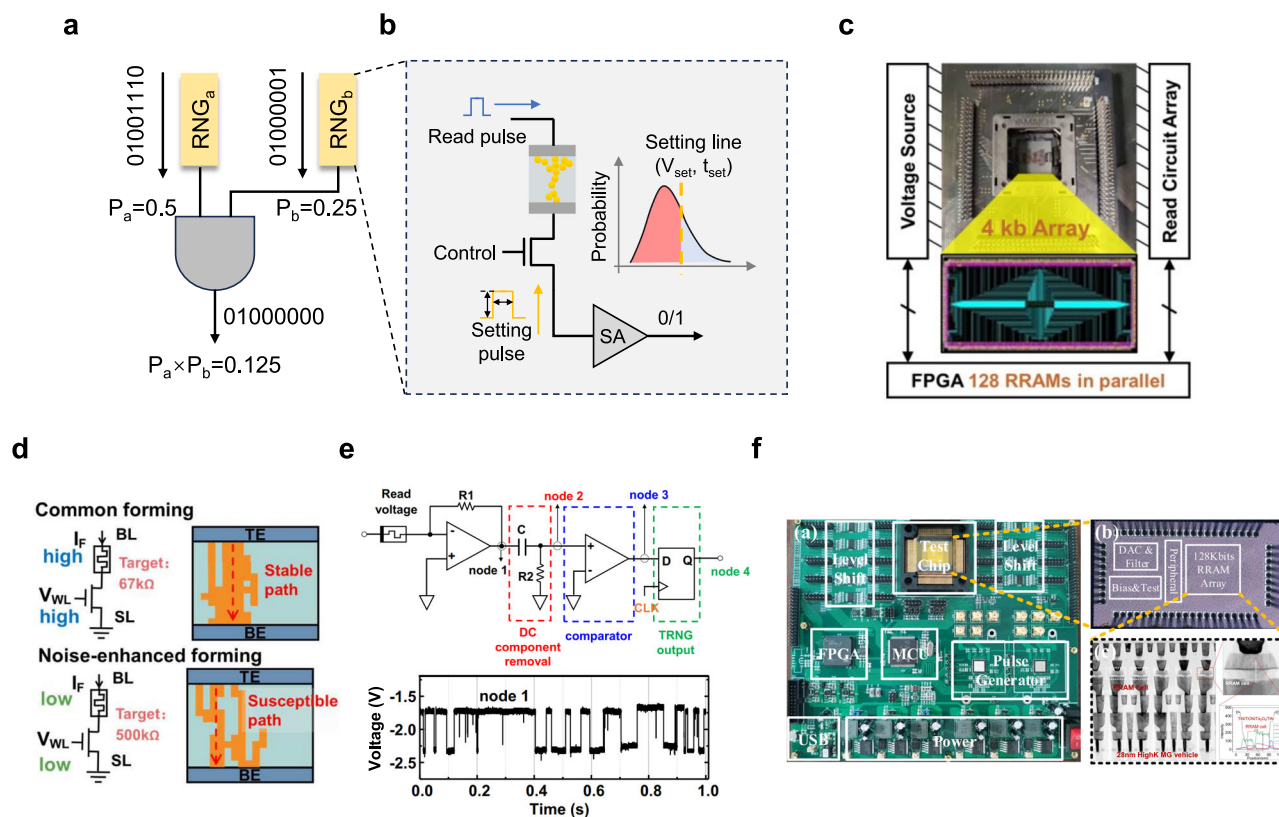 a
01001110
RNGa
01000001
RNGb
Pa=0.5
Pb=0.25
01000000
Pa×Pb=0.125
b
Read pulse
Setting line
(Vset, tset)
Probability
Control
Setting
pulse
SA
0/1
c
Voltage Source
Read Circuit Array
4 kb Array
FPGA 128 RRAMs in parallel
d
Common forming
IF
BL
high
Target:
67kΩ
VWL
high
SL
TE
Stable
path
BE
Noise-enhanced forming
IF
BL
low
Target:
500kΩ
VWL
low
SL
TE
Susceptible
path
BE
e
Read
voltage
R1
node 1
C
R2
node 2
node 3
D
Q
CLK
node 4
DC
component
removal
comparator
TRNG
output
node 1
Voltage (V)
-1.5
-2.0
-2.5
0.0
0.2
0.4
0.6
0.8
1.0
Time (s)
f
(a)
Level
Shift
Test
Chip
Level
Shift
FPGA
MCU
Pulse
Generator
USB
Power
(b)
DAC &
Filter
Bias&Test
Peripheral
128Kbits
RRAM
Array
RRAM cell
28nm HighK MG vehicle